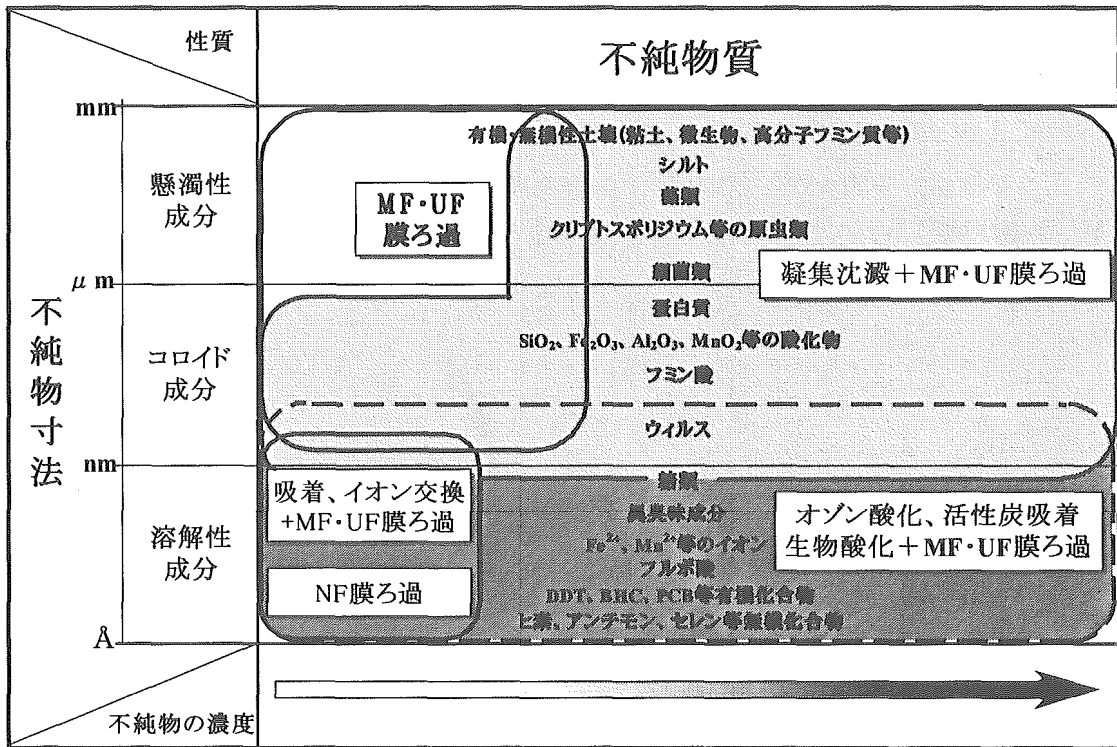 性質
不純物質
mm
懸濁性
成分
μm
コロイド
成分
nm
溶解性
成分
Å
不純物寸法
不純物の濃度
有機・無機性土壌(粘土、微生物、高分子フミン質等)
シルト
藻類
クリプトスポリジウム等の原虫類
細菌類
蛋白質
SiO₂、Fe₂O₃、Al₂O₃、MnO₂等の酸化物
フミン酸
ウィルス
糖類
異臭味成分
Fe²⁺、Mn²⁺等のイオン
フルボ酸
DDT、BHC、PCB等有機化合物
ヒ素、アンチモン、セレン等無機化合物
MF・UF
膜ろ過
凝集沈澱+MF・UF膜ろ過
吸着、イオン交換
+MF・UF膜ろ過
NF膜ろ過
オゾン酸化、活性炭吸着
生物酸化+MF・UF膜ろ過